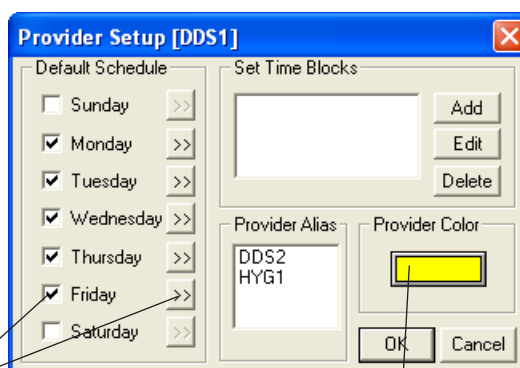 Provider Setup [DDS1]
Default Schedule
Sunday >>
Monday >>
Tuesday >>
Wednesday >>
Thursday >>
Friday >>
Saturday >>
Set Time Blocks
Add
Edit
Delete
Provider Alias
DDS2
HYG1
Provider Color
OK
Cancel